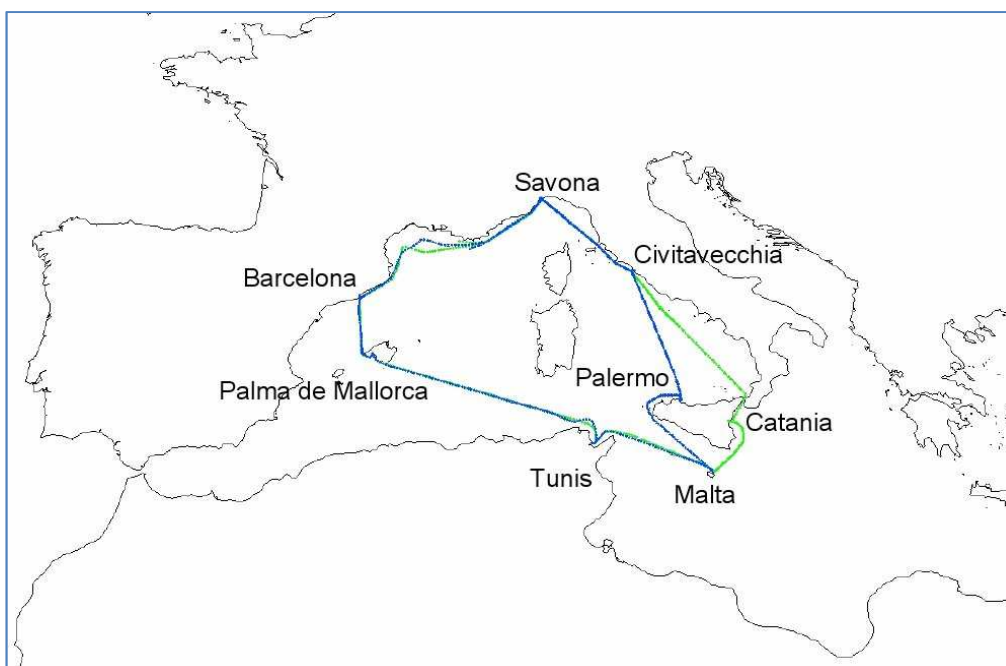 Savona
Civitavecchia
Barcelona
Palermo
Palma de Mallorca
Catania
Tunis
Malta